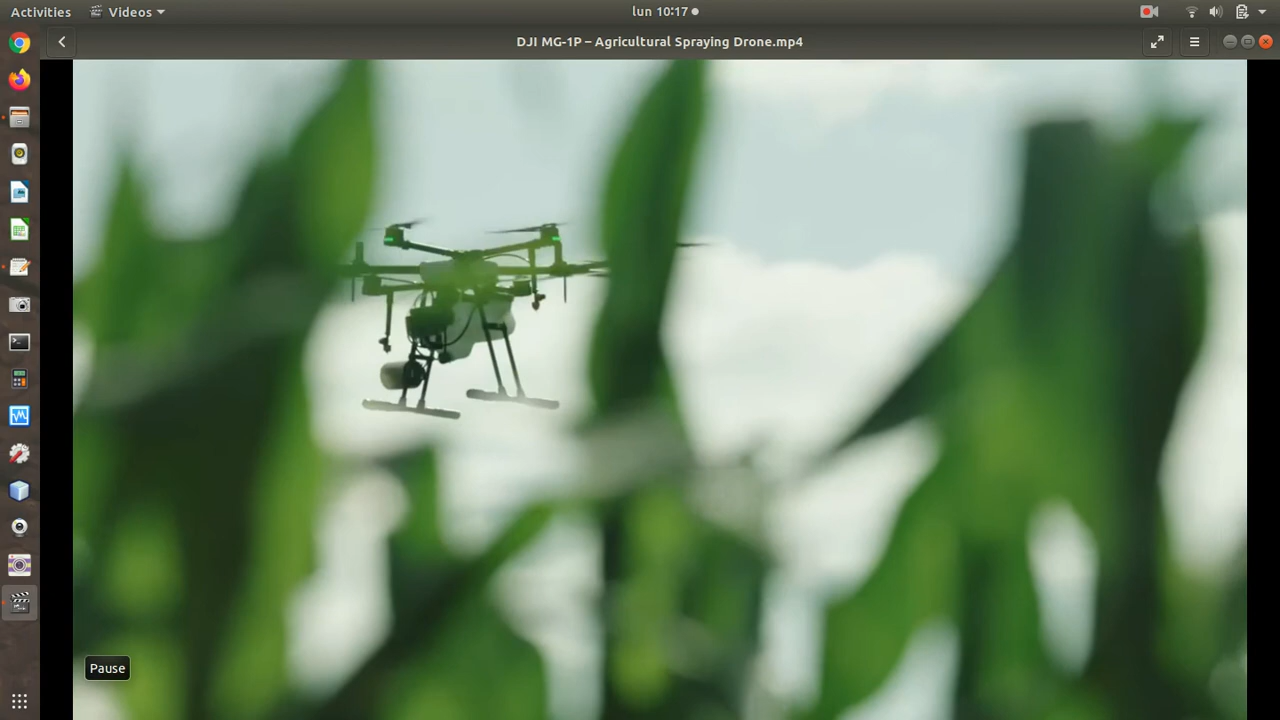 Activities
Videos
lun 10:17
DJI MG-1P – Agricultural Spraying Drone.mp4
Pause